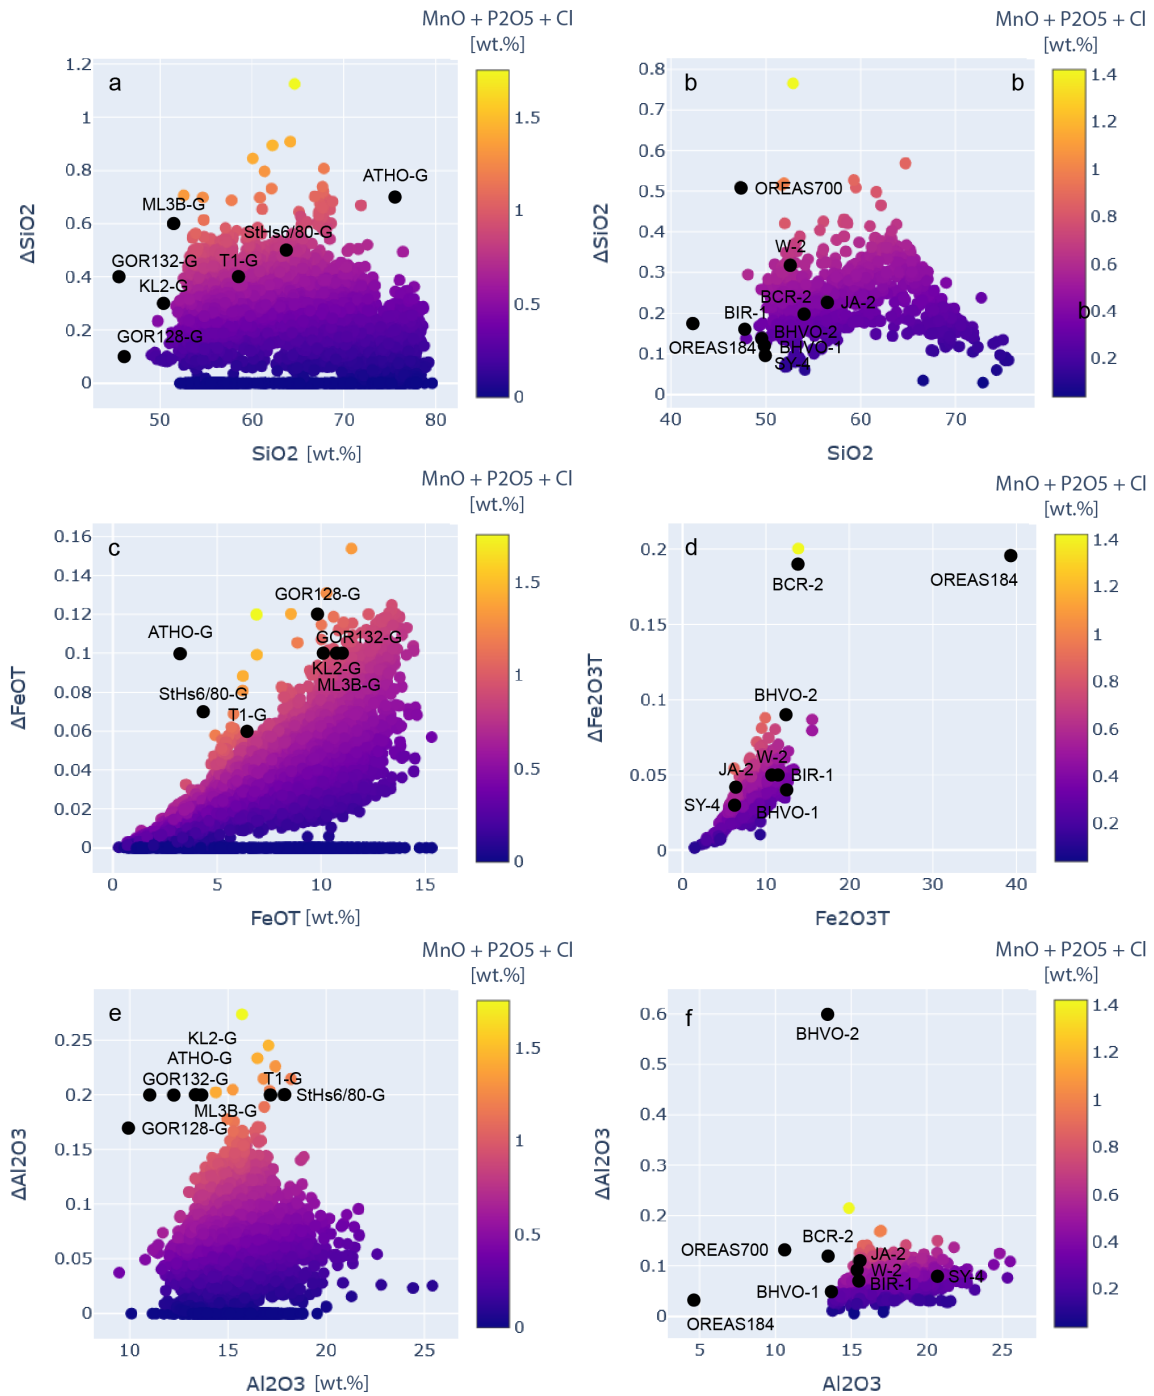 MnO + P2O5 + Cl
[wt.%]
a
1.2
1
0.8
0.6
0.4
0.2
0
ΔSiO2
ATHO-G
ML3B-G
StHs6/80-G
GOR132-G
T1-G
KL2-G
GOR128-G
50
60
70
80
SiO2 [wt.%]
1.5
1
0.5
0
MnO + P2O5 + Cl
[wt.%]
b
b
0.8
0.7
0.6
0.5
0.4
0.3
0.2
0.1
0
ΔSiO2
OREAS700
W-2
BCR-2
JA-2
BIR-1
BHVO-2
OREAS184
BHVO-1
SY-4
b
40
50
60
70
SiO2
1.4
1.2
1
0.8
0.6
0.4
0.2
MnO + P2O5 + Cl
[wt.%]
c
0.16
0.14
0.12
0.1
0.08
0.06
0.04
0.02
0
ΔFeOT
GOR128-G
ATHO-G
GOR132-G
KL2-G
ML3B-G
StHs6/80-G
T1-G
0
5
10
15
FeOT [wt.%]
1.5
1
0.5
0
MnO + P2O5 + Cl
[wt.%]
d
0.2
0.15
0.1
0.05
0
ΔFe2O3T
BCR-2
OREAS184
BHVO-2
W-2
JA-2
BIR-1
SY-4
BHVO-1
0
10
20
30
40
Fe2O3T
1.4
1.2
1
0.8
0.6
0.4
0.2
MnO + P2O5 + Cl
[wt.%]
e
0.25
0.2
0.15
0.1
0.05
0
ΔAl2O3
KL2-G
ATHO-G
GOR132-G
T1-G
StHs6/80-G
ML3B-G
GOR128-G
10
15
20
25
Al2O3 [wt.%]
1.5
1
0.5
0
MnO + P2O5 + Cl
[wt.%]
f
0.6
0.5
0.4
0.3
0.2
0.1
0
ΔAl2O3
BHVO-2
BCR-2
OREAS700
JA-2
W-2
BIR-1
SY-4
BHVO-1
OREAS184
5
10
15
20
25
Al2O3
1.4
1.2
1
0.8
0.6
0.4
0.2